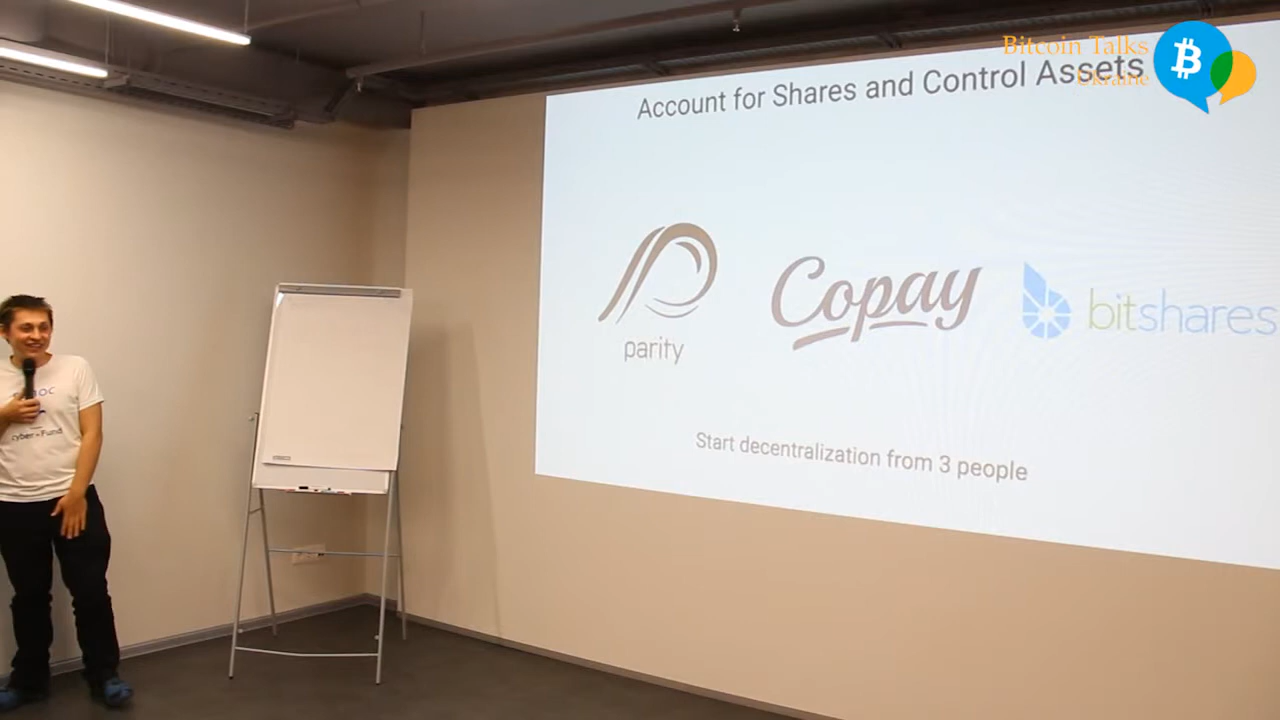 Bitcoin Talks
Ukraine
Account for Shares and Control Assets
parity
Copay
bitshares
Start decentralization from 3 people
cyber Fund